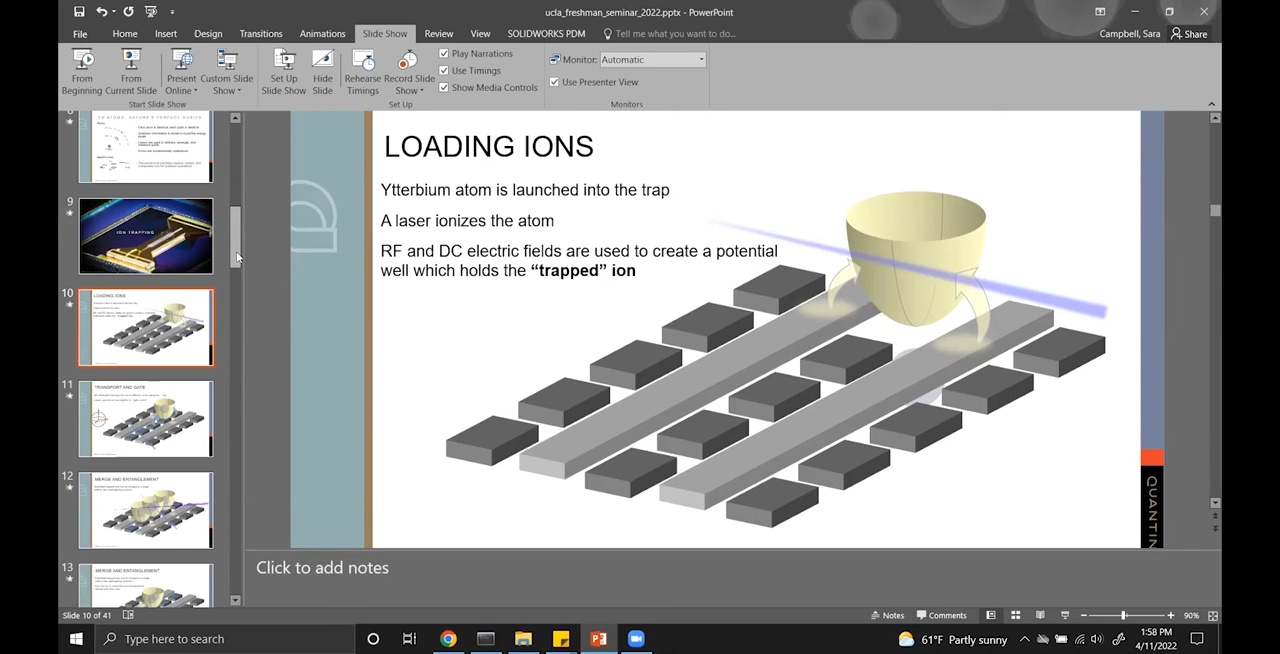 ucla_freshman_seminar_2022.pptx - PowerPoint
File Home Insert Design Transitions Animations Slide Show Review View SOLIDWORKS PDM Tell me what you want to do... Campbell, Sara Share
From Beginning
From Current Slide
Present Online
Custom Slide Show
Set Up Slide Show
Hide Slide
Rehearse Timings
Record Slide Show
Play Narrations
Use Timings
Show Media Controls
Monitor: Automatic
Use Presenter View
Start Slide Show
Set Up
Monitors
9
ION TRAPPING
10
LOADING IONS
11
TRANSPORT AND GATE
12
MERGE AND ENTANGLEMENT
13
MERGE AND ENTANGLEMENT
LOADING IONS
Ytterbium atom is launched into the trap
A laser ionizes the atom
RF and DC electric fields are used to create a potential
well which holds the “trapped” ion
QUANTIN
Click to add notes
Slide 10 of 41
Notes Comments 90%
Type here to search
61°F Partly sunny
1:58 PM
4/11/2022